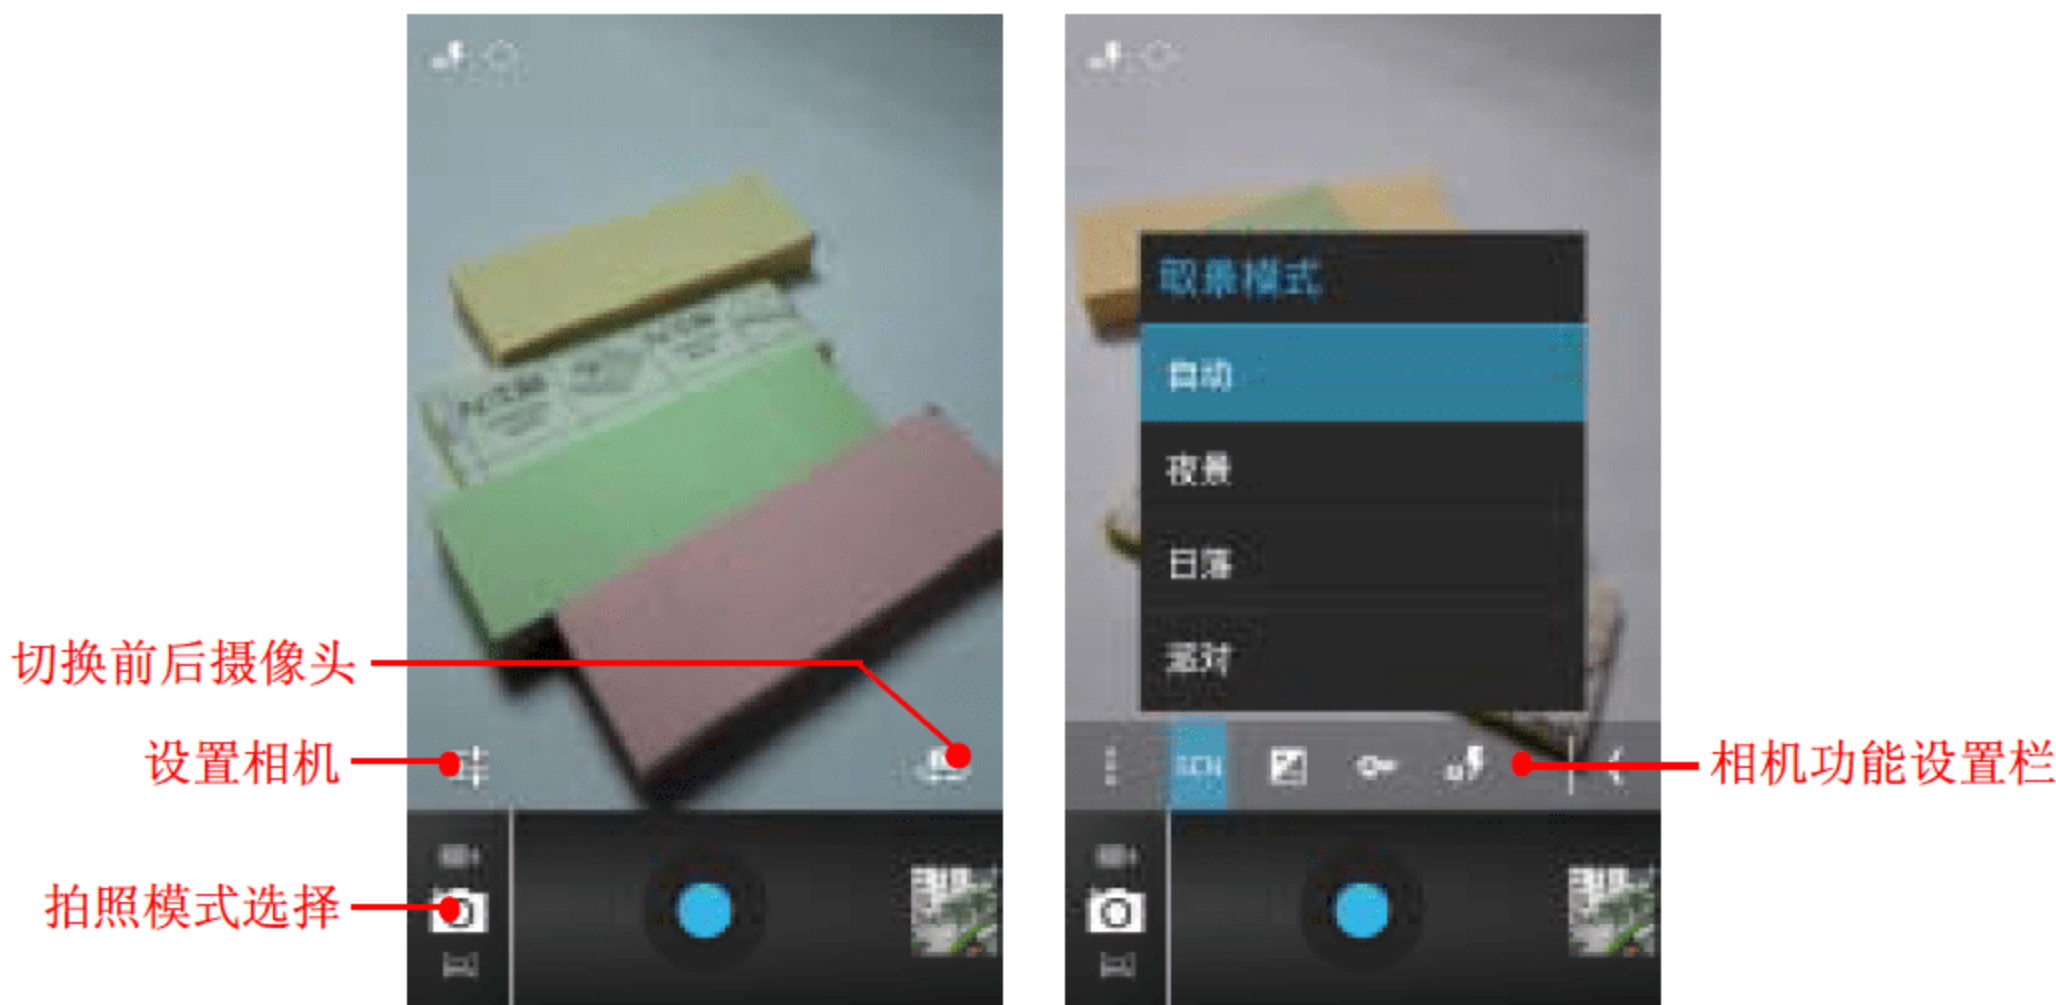 切换前后摄像头
设置相机
拍照模式选择
取景模式
自动
夜景
日落
派对
SCN
相机功能设置栏